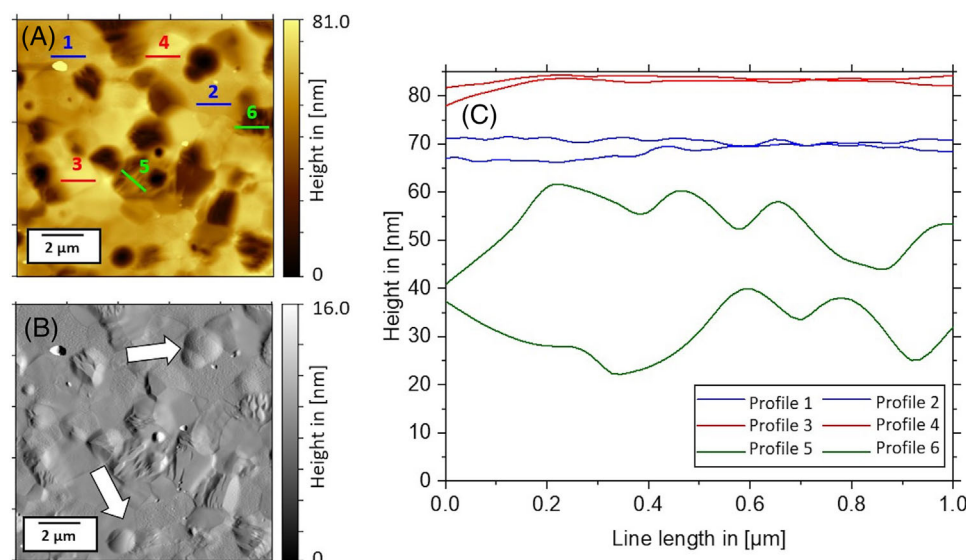 (A)
1
4
2
6
3
5
2 µm
81.0
Height in [nm]
0
(B)
2 µm
16.0
Height in [nm]
0
(C)
80
70
60
50
40
30
20
10
0
Height in [nm]
0.0 0.2 0.4 0.6 0.8 1.0
Line length in [µm]
Profile 1 Profile 2
Profile 3 Profile 4
Profile 5 Profile 6